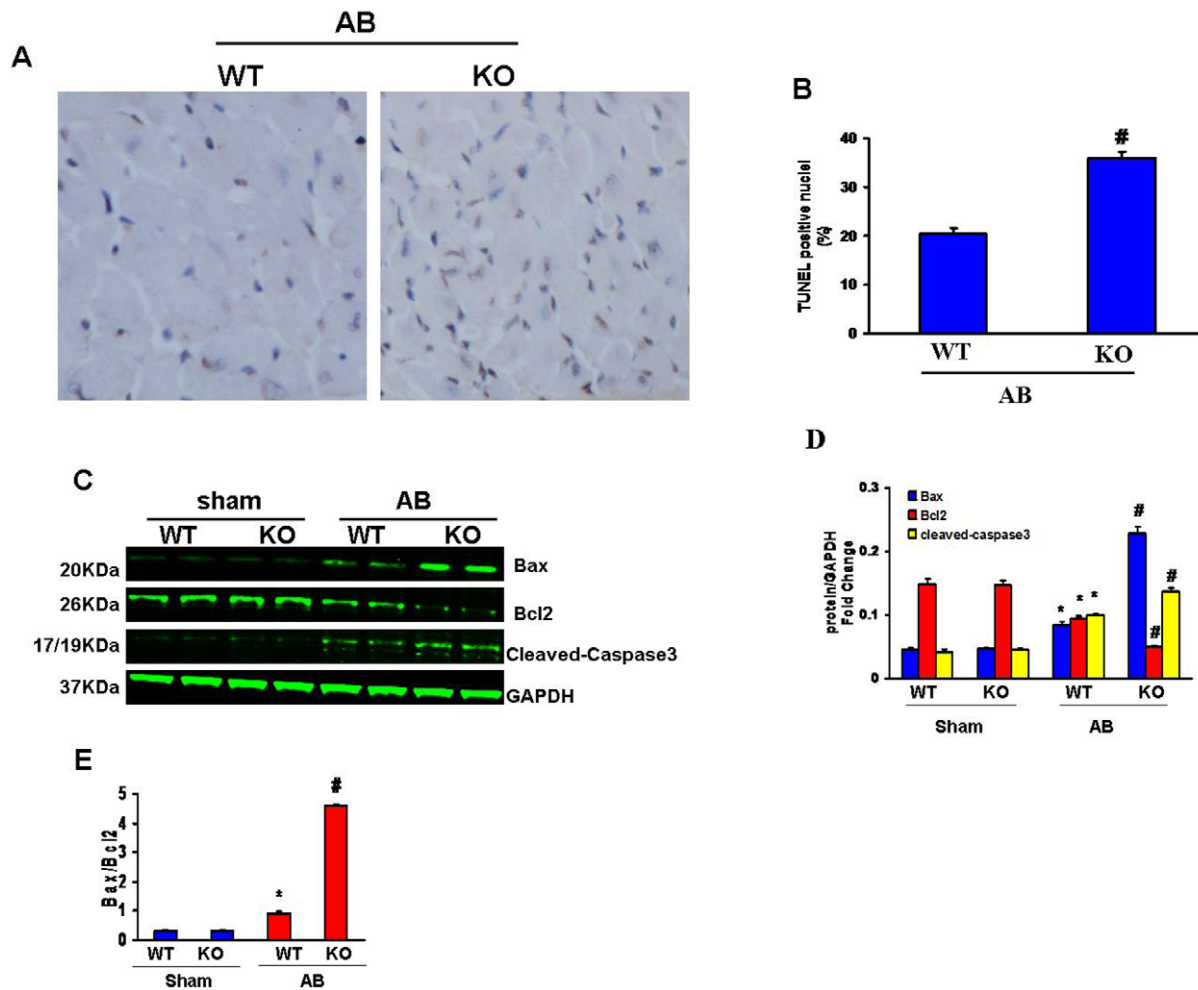 AB
A
WT KO
B
#
40
30
20
10
0
TUNEL positive nuclei
(%)
WT KO
AB
C
sham AB
WT KO WT KO
20KDa Bax
26KDa Bcl2
17/19KDa Cleaved-Caspase3
37KDa GAPDH
D
0.3
0.2
0.1
0
protein/GAPDH
Fold Change
Bax
Bcl2
cleaved-caspase3
* * * # # #
WT KO WT KO
Sham AB
E
5
4
3
2
1
0
Bax/Bcl2
* #
WT KO WT KO
Sham AB